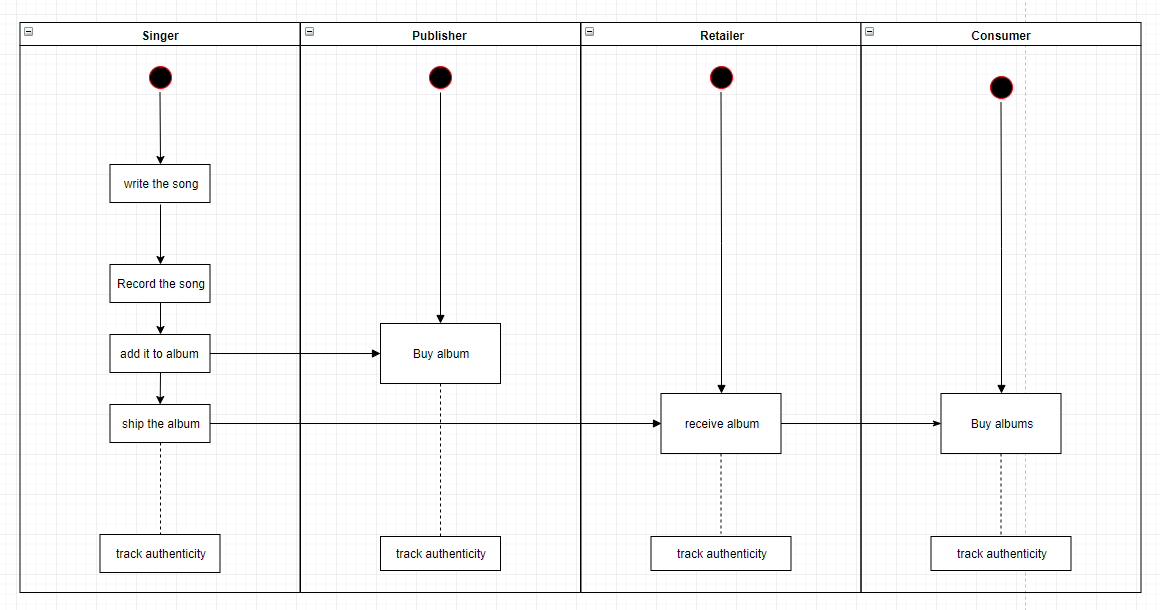 Singer
Publisher
Retailer
Consumer
write the song
Record the song
add it to album
Buy album
ship the album
receive album
Buy albums
track authenticity
track authenticity
track authenticity
track authenticity